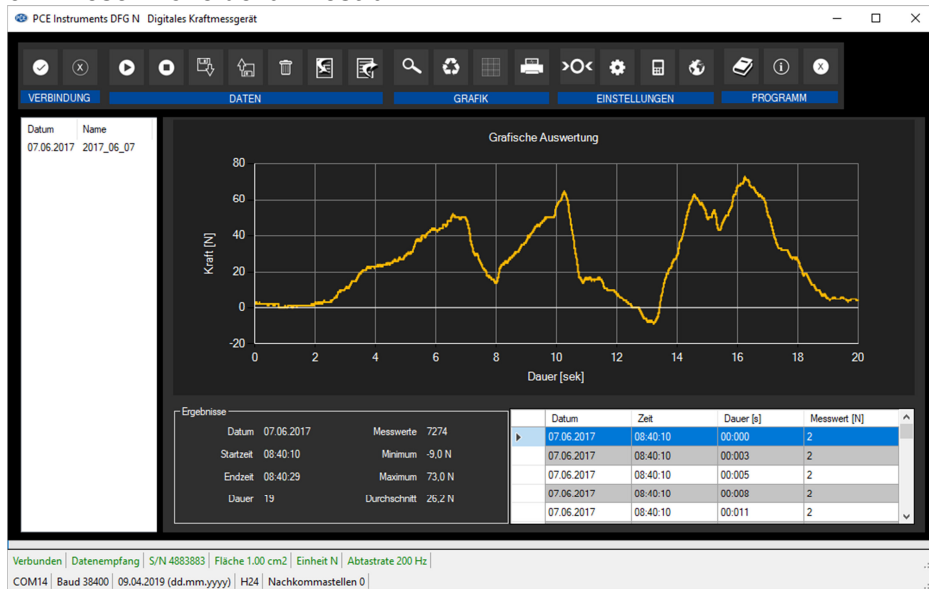 PCE Instruments DFG N Digitales Kraftmessgerät
VERBINDUNG DATEN GRAFIK EINSTELLUNGEN PROGRAMM
Datum Name
07.06.2017 2017_06_07
Grafische Auswertung
80
60
40
20
0
-20
Kraft [N]
0 2 4 6 8 10 12 14 16 18 20
Dauer [sek]
Ergebnisse
Datum 07.06.2017 Messwerte 7274
Startzeit 08:40:10 Minimum -9,0 N
Endzeit 08:40:29 Maximum 73,0 N
Dauer 19 Durchschnitt 26,2 N
Datum Zeit Dauer [s] Messwert [N]
07.06.2017 08:40:10 00:000 2
07.06.2017 08:40:10 00:003 2
07.06.2017 08:40:10 00:005 2
07.06.2017 08:40:10 00:008 2
07.06.2017 08:40:10 00:011 2
Verbunden Datenempfang S/N 4883883 Fläche 1.00 cm2 Einheit N Abtastrate 200 Hz
COM14 Baud 38400 09.04.2019 (dd.mm.yyyy) H24 Nachkommastellen 0